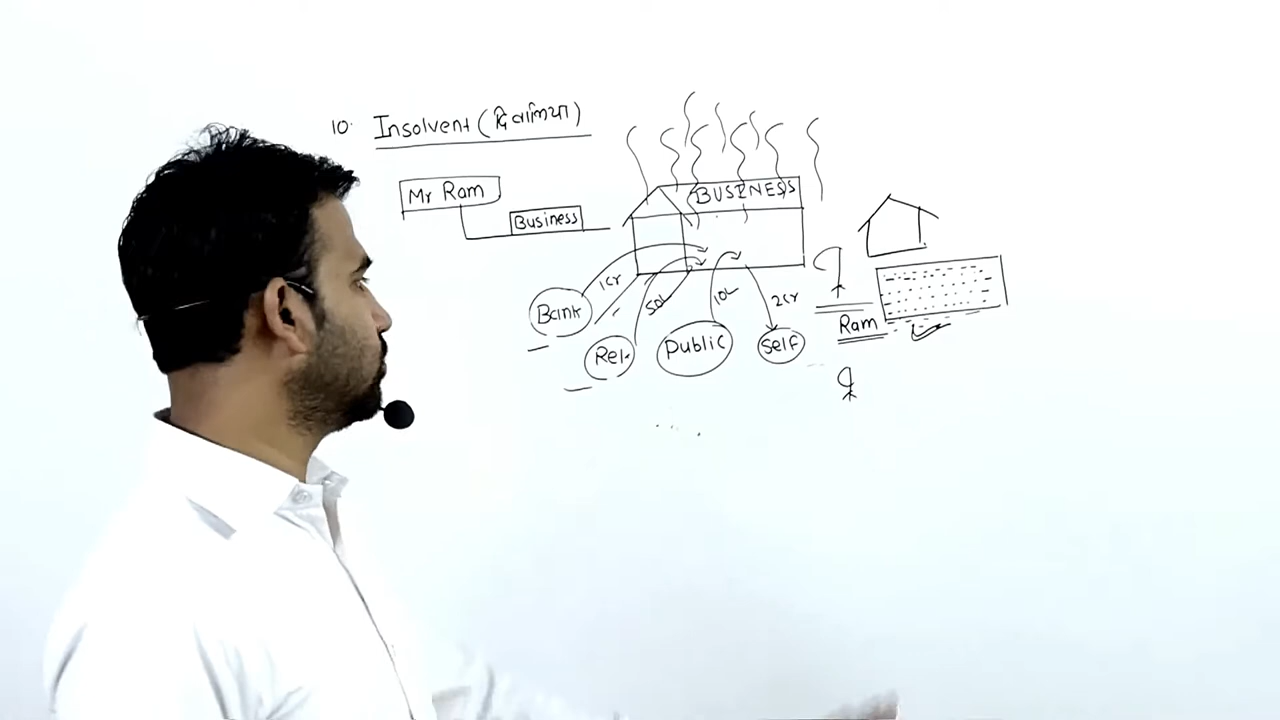 10. Insolvent (दिवालिया)
Mr Ram
Business
BUSINESS
Bank
1cr
Rel.
50L
Public
10L
Self
2cr
Ram